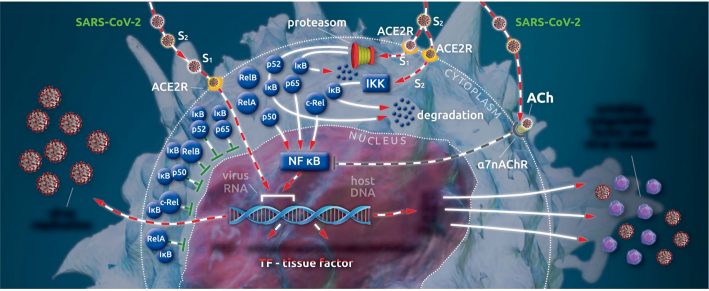 SARS-CoV-2
S₂
S₁
ACE2R
proteasom
ACE2R
S₁
S₂
ACE2R
S₂
SARS-CoV-2
CYTOPLASM
ACh
α7nAChR
RelB
p52
IκB
IκB
p65
RelA
p50
c-Rel
IκB
IKK
degradation
NUCLEUS
NF κB
IκB
p52
IκB
p65
IκB
RelB
IκB
p50
c-Rel
IκB
RelA
IκB
virus
RNA
host
DNA
TF - tissue factor